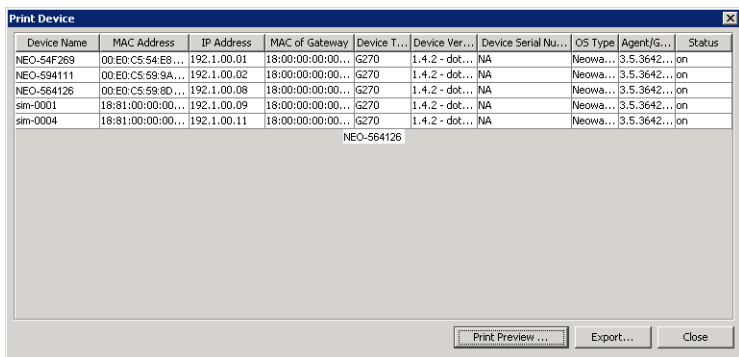 Print Device
Device Name MAC Address IP Address MAC of Gateway Device T... Device Ver... Device Serial Nu... OS Type Agent/G... Status
NEO-54F269 00:E0:C5:54:E8... 192.1.00.01 18:00:00:00:00... G270 1.4.2 - dot... NA Neowa... 3.5.3642... on
NEO-594111 00:E0:C5:59:9A... 192.1.00.02 18:00:00:00:00... G270 1.4.2 - dot... NA Neowa... 3.5.3642... on
NEO-564126 00:E0:C5:59:8D... 192.1.00.08 18:00:00:00:00... G270 1.4.2 - dot... NA Neowa... 3.5.3642... on
sim-0001 18:81:00:00:00... 192.1.00.09 18:00:00:00:00... G270 1.4.2 - dot... NA Neowa... 3.5.3642... on
sim-0004 18:81:00:00:00... 192.1.00.11 18:00:00:00:00... G270 1.4.2 - dot... NA Neowa... 3.5.3642... on
NEO-564126
Print Preview ... Export... Close